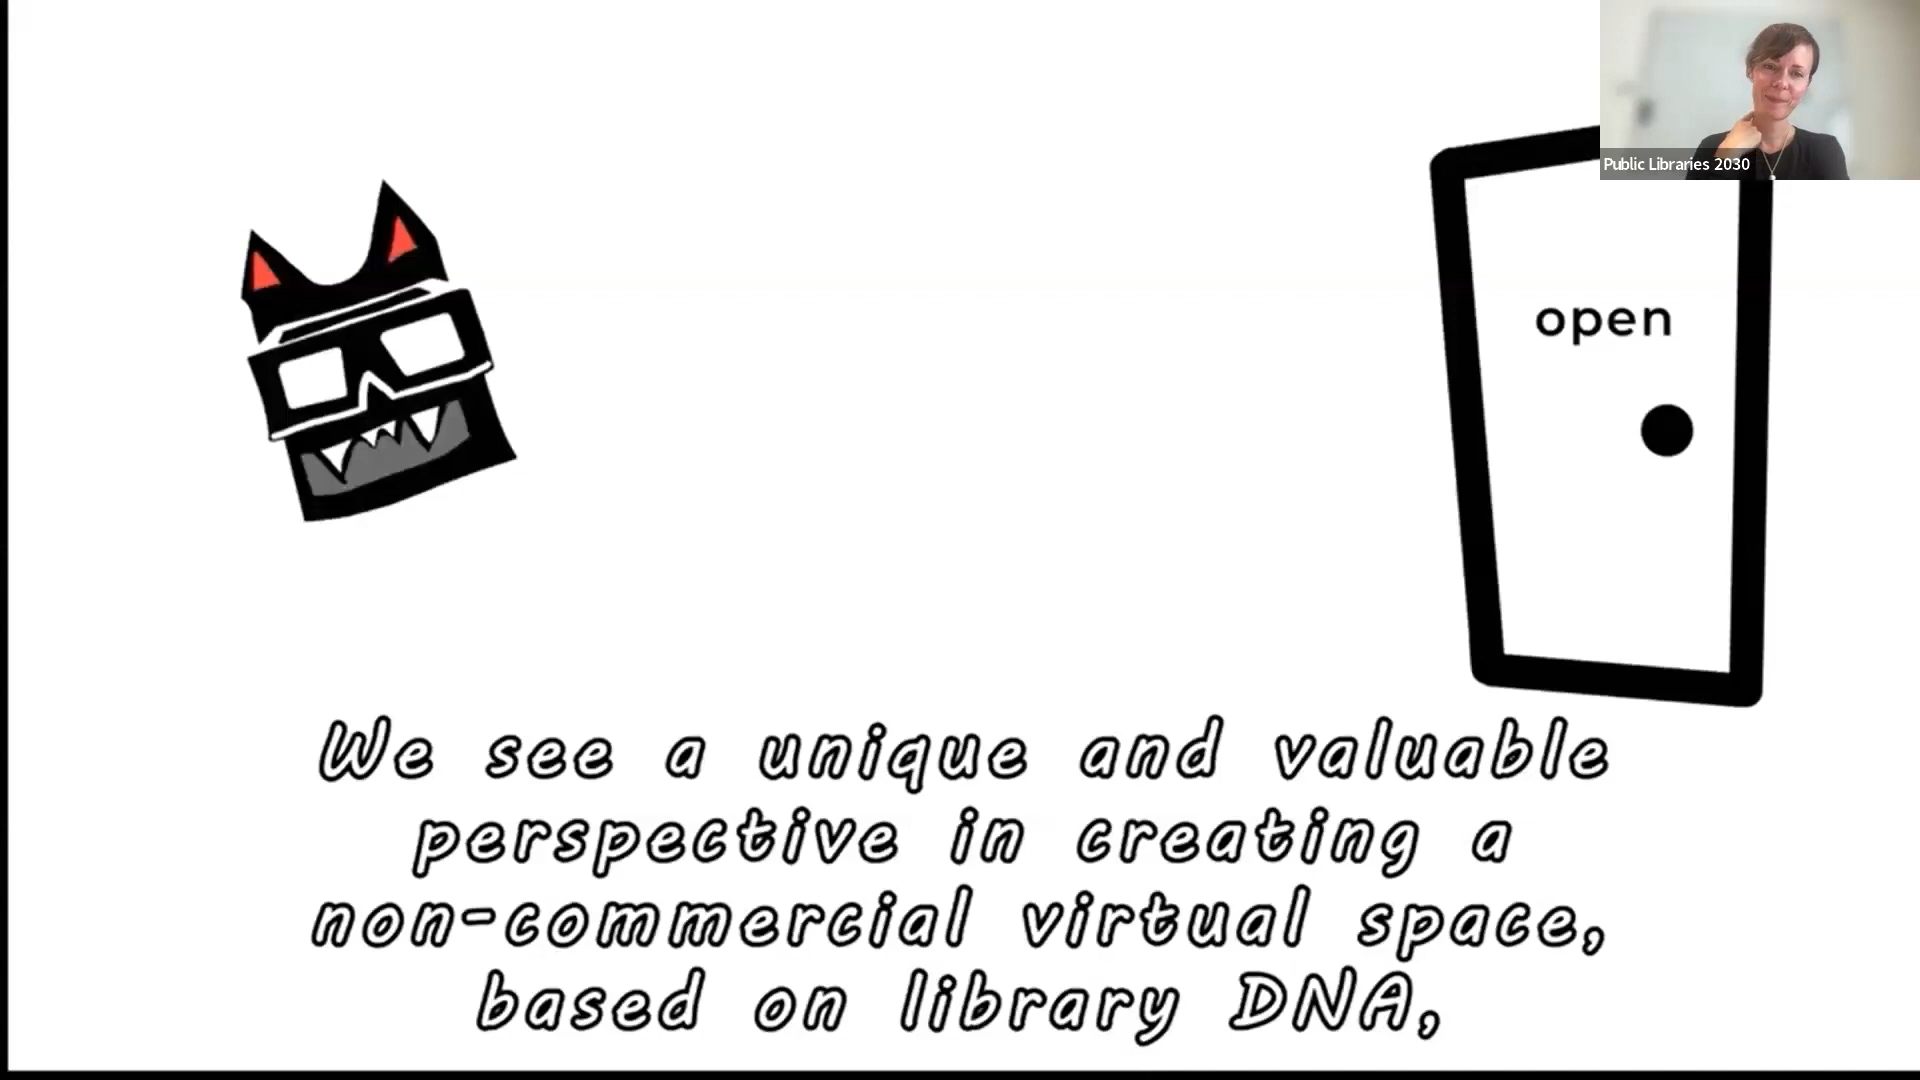 Public Libraries 2030
open
We see a unique and valuable
perspective in creating a
non-commercial virtual space,
based on library DNA,